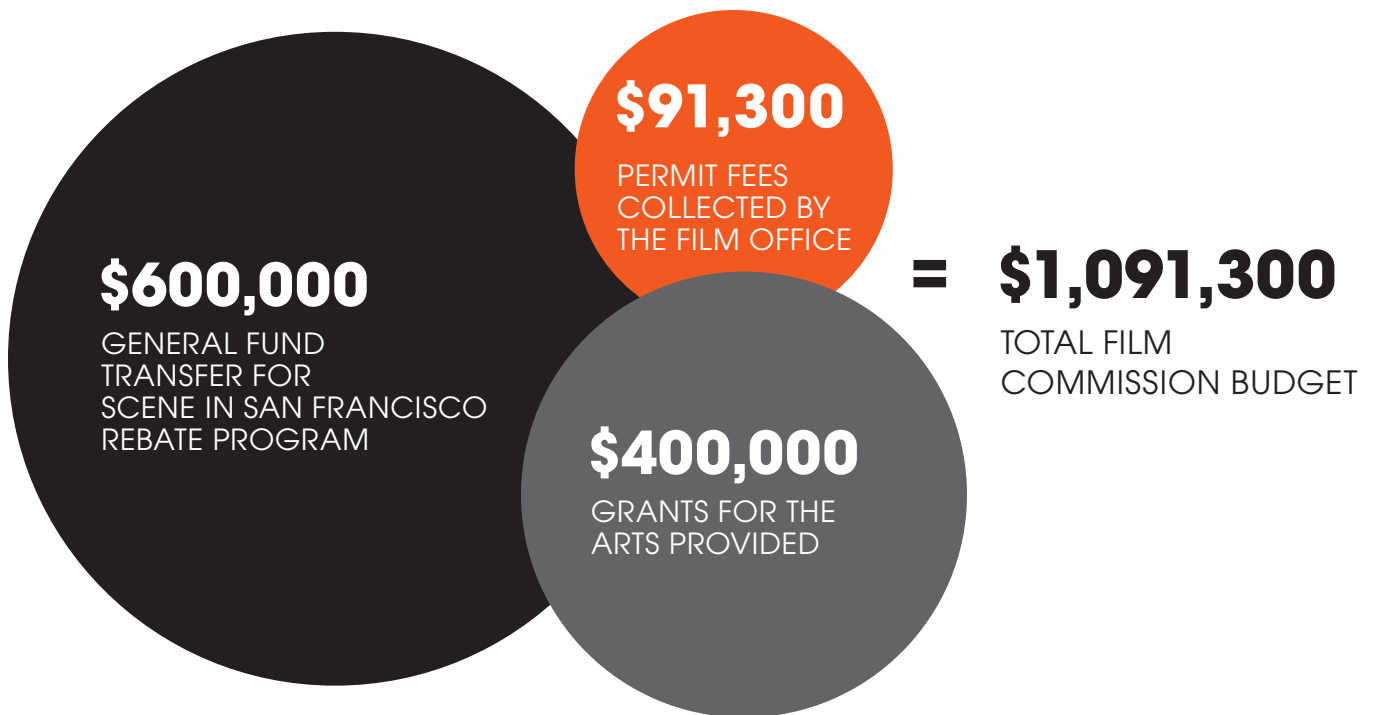 $600,000
GENERAL FUND
TRANSFER FOR
SCENE IN SAN FRANCISCO
REBATE PROGRAM
$91,300
PERMIT FEES
COLLECTED BY
THE FILM OFFICE
$400,000
GRANTS FOR THE
ARTS PROVIDED
= $1,091,300
TOTAL FILM
COMMISSION BUDGET